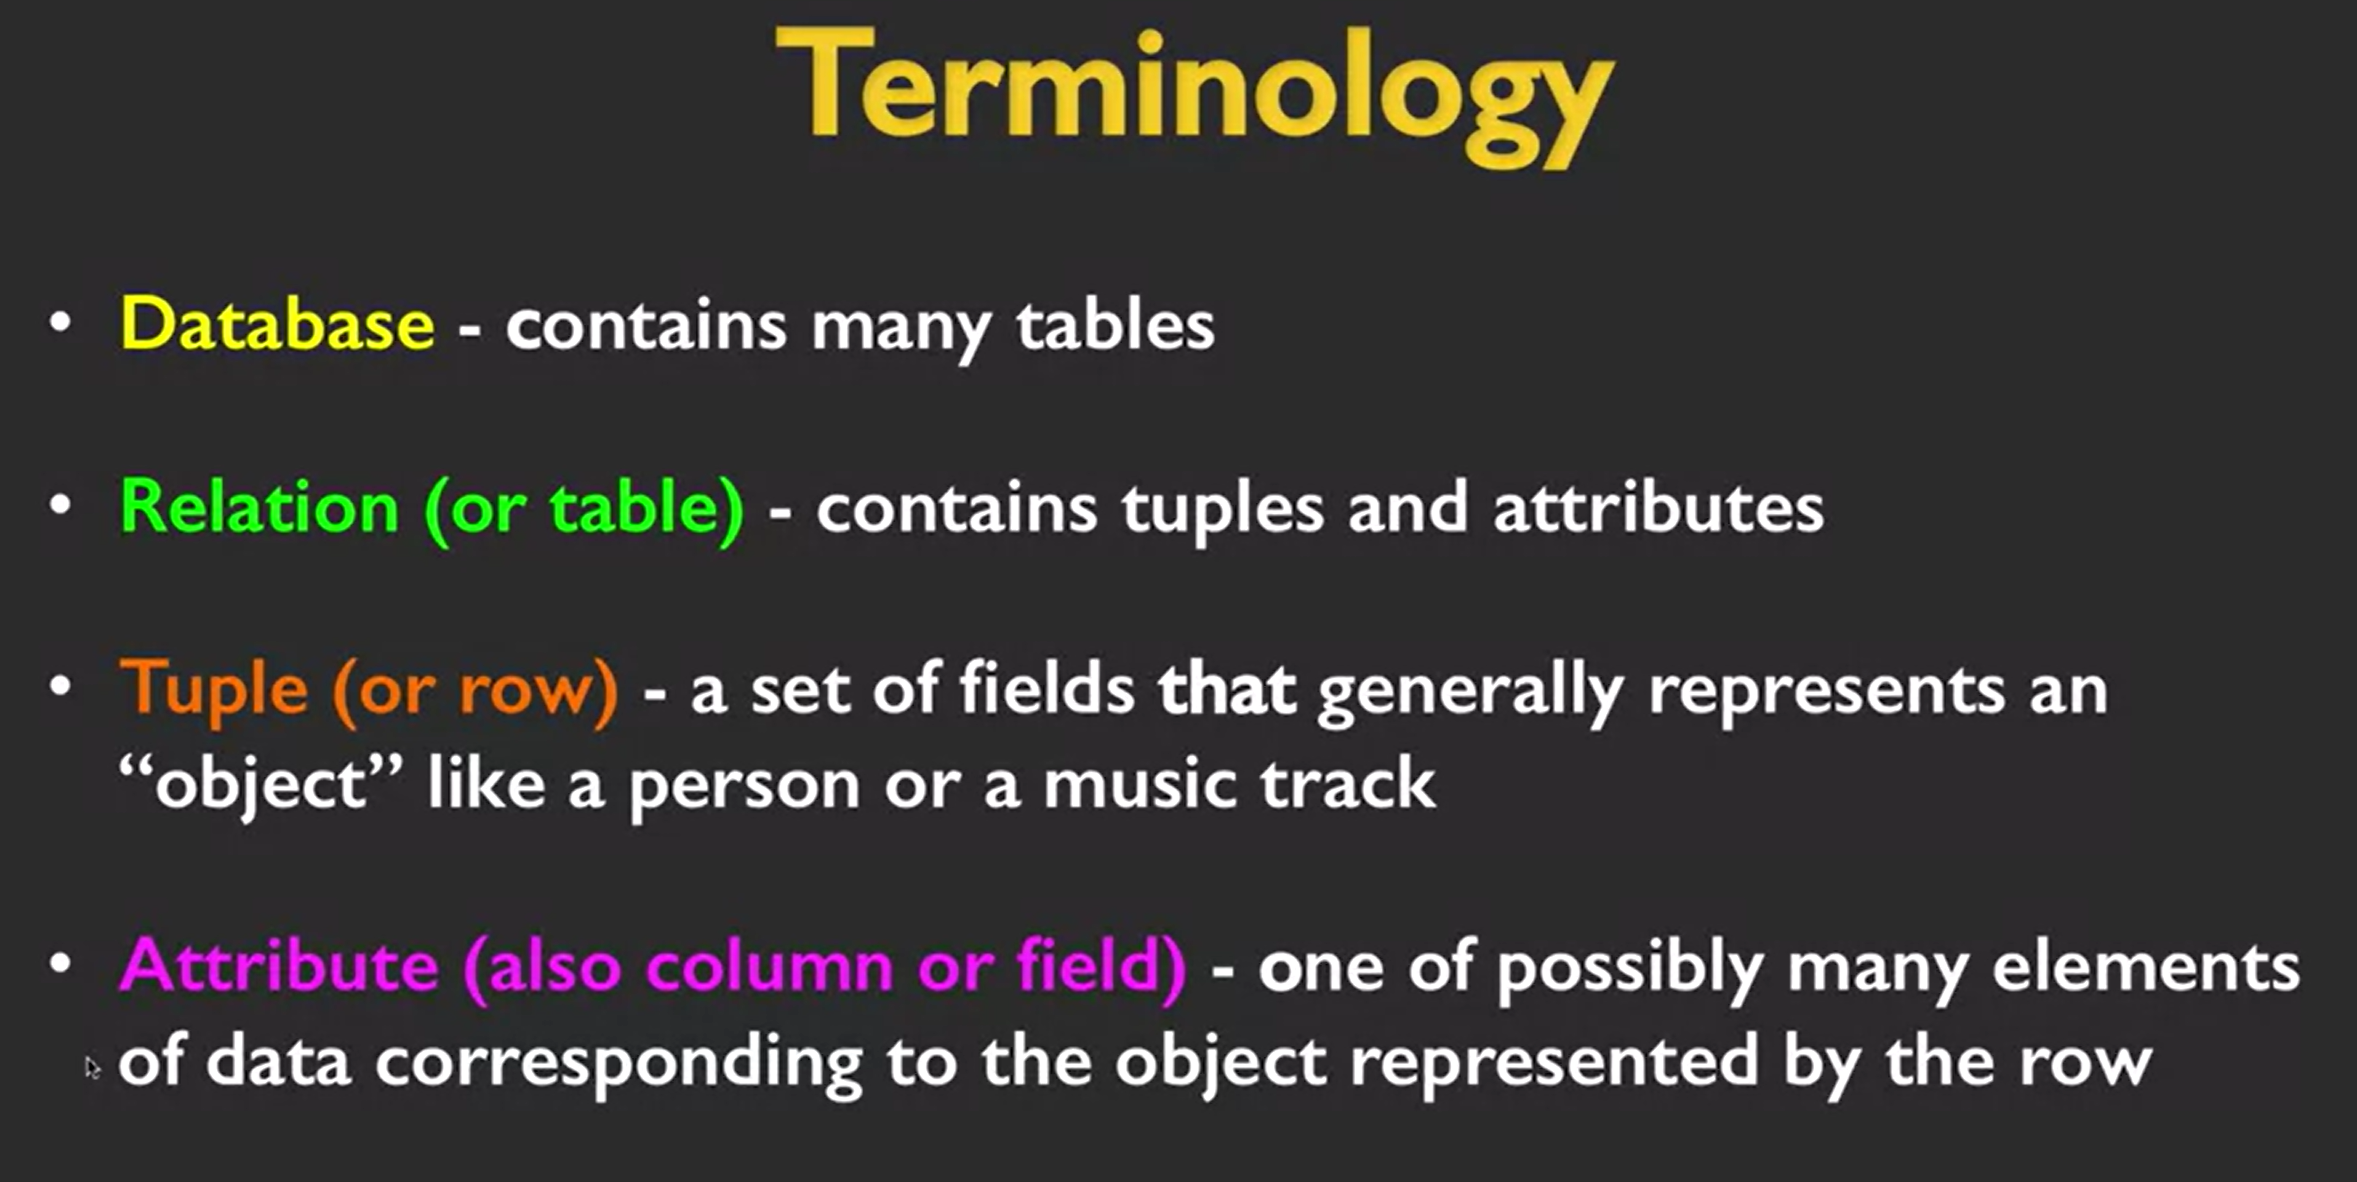 Terminology
• Database - contains many tables
• Relation (or table) - contains tuples and attributes
• Tuple (or row) - a set of fields that generally represents an
“object” like a person or a music track
• Attribute (also column or field) - one of possibly many elements
of data corresponding to the object represented by the row